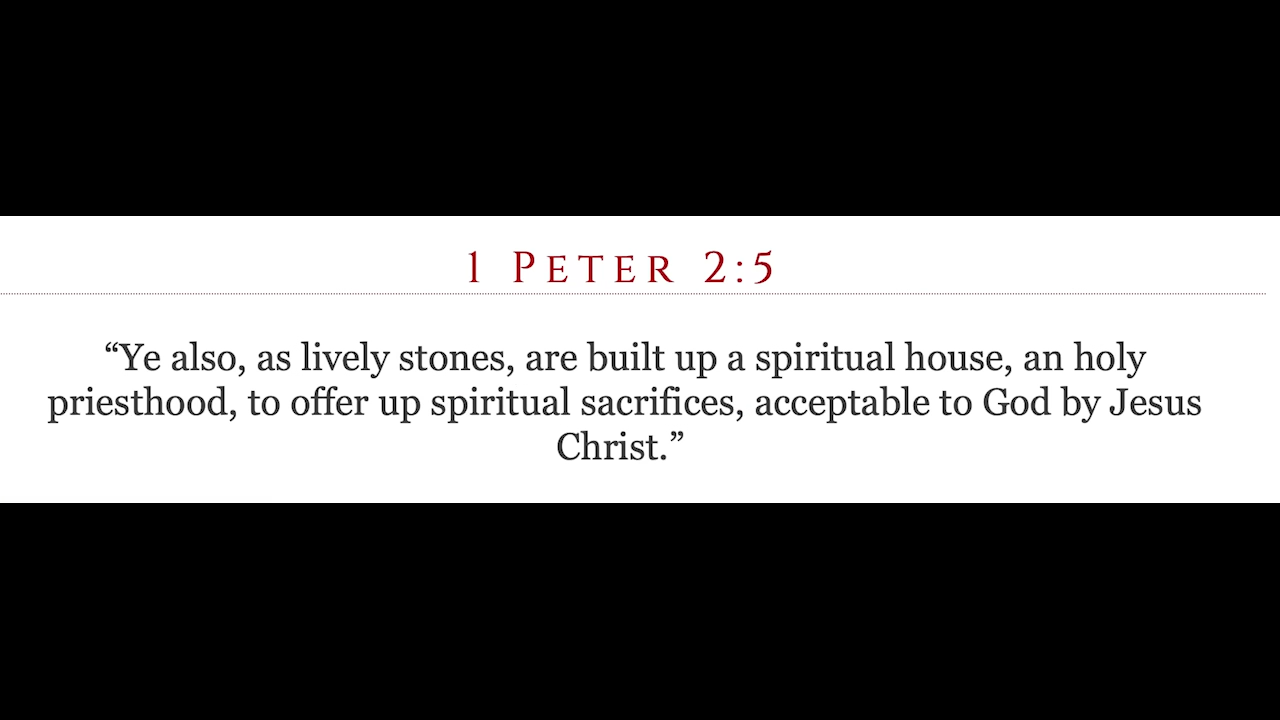 1 PETER 2:5
“Ye also, as lively stones, are built up a spiritual house, an holy
priesthood, to offer up spiritual sacrifices, acceptable to God by Jesus
Christ.”